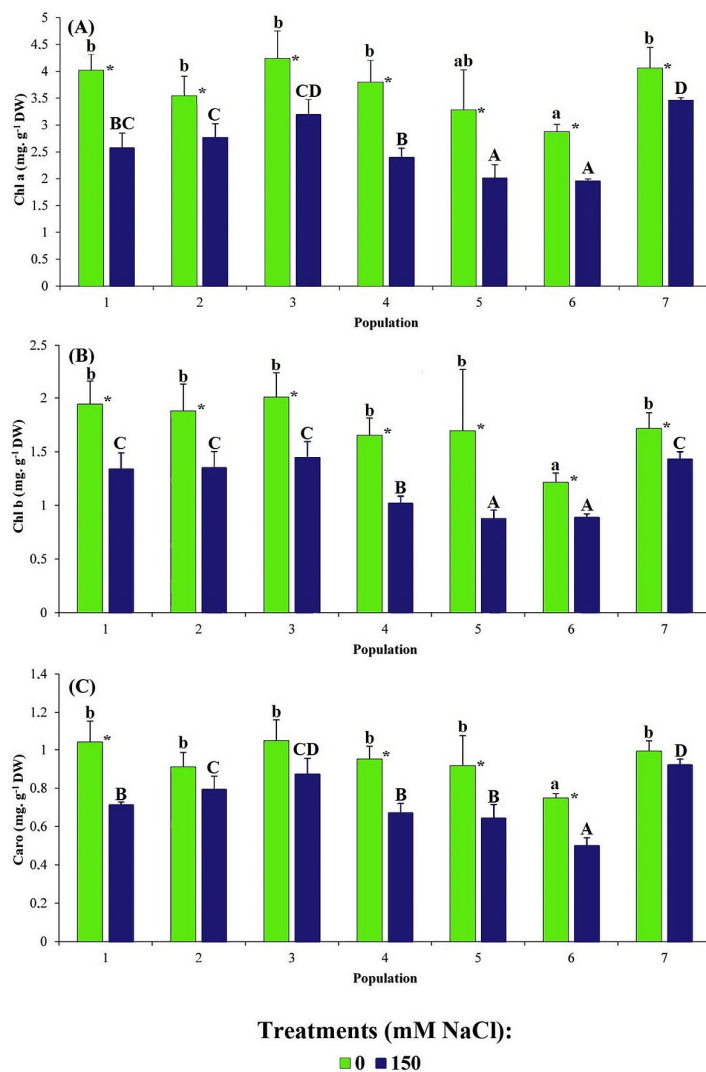 (A)
Chl a (mg. g-1 DW)
5
4.5
4
3.5
3
2.5
2
1.5
1
0.5
0
b * BC b * C b * CD b * B ab * A a * A b * D
1 2 3 4 5 6 7
Population
(B)
Chl b (mg. g-1 DW)
2.5
2
1.5
1
0.5
0
b * C b * C b * C b * B b * A a * A b * C
1 2 3 4 5 6 7
Population
(C)
Caro (mg. g-1 DW)
1.4
1.2
1
0.8
0.6
0.4
0.2
0
b * B b C b CD b * B b * B a * A b D
1 2 3 4 5 6 7
Population
Treatments (mM NaCl):
0 150